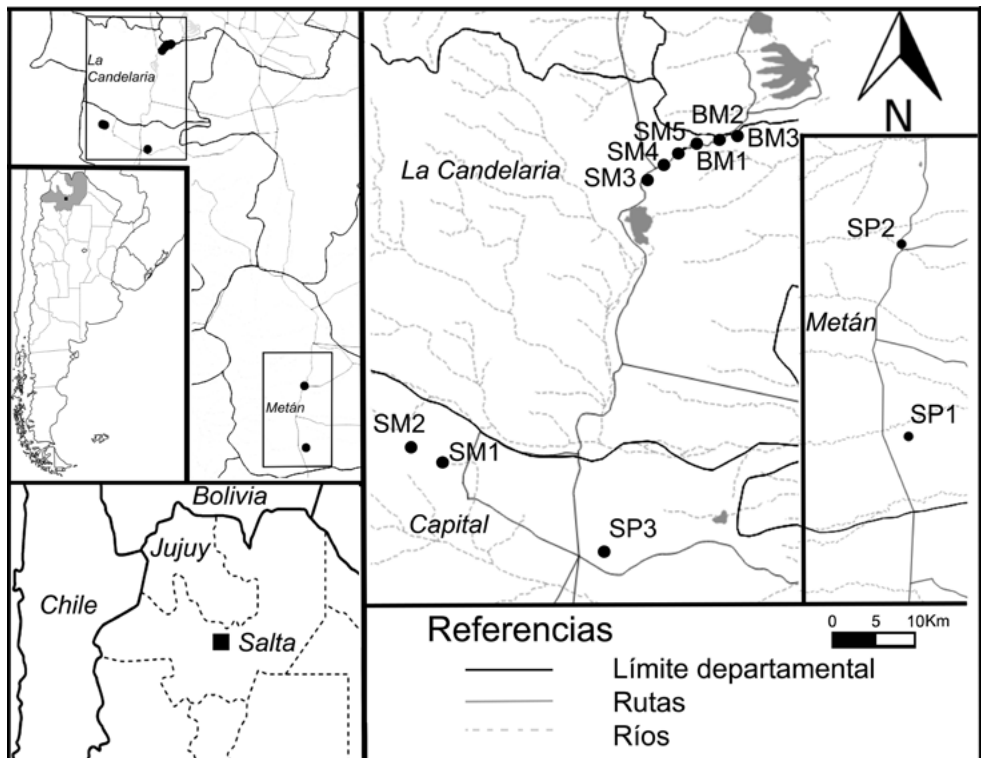 La
Candelaria
Metán
Bolivia
Jujuy
Chile
Salta
La Candelaria
BM2
SM5
BM3
SM4
BM1
SM3
SM2
SM1
Capital
SP3
N
SP2
Metán
SP1
Referencias
0 5 10Km
Límite departamental
Rutas
Ríos